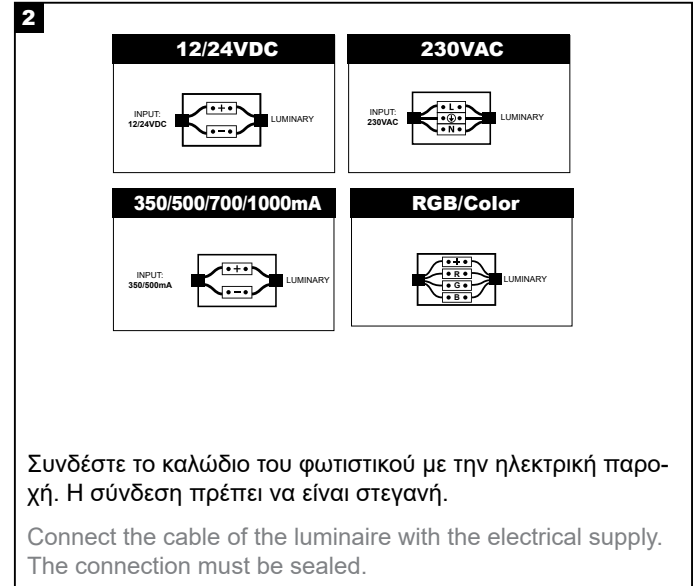 2
12/24VDC
230VAC
INPUT:
12/24VDC
+
−
LUMINARY
INPUT:
230VAC
L
⏚
N
LUMINARY
350/500/700/1000mA
RGB/Color
INPUT:
350/500mA
+
−
LUMINARY
+
R
G
B
LUMINARY
Συνδέστε το καλώδιο του φωτιστικού με την ηλεκτρική παρο-
χή. Η σύνδεση πρέπει να είναι στεγανή.
Connect the cable of the luminaire with the electrical supply.
The connection must be sealed.